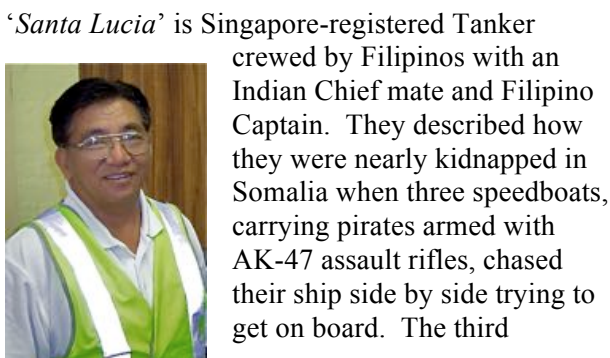 ‘Santa Lucia’ is Singapore-registered Tanker
crewed by Filipinos with an
Indian Chief mate and Filipino
Captain.  They described how
they were nearly kidnapped in
Somalia when three speedboats,
carrying pirates armed with
AK-47 assault rifles, chased
their ship side by side trying to
get on board.  The third